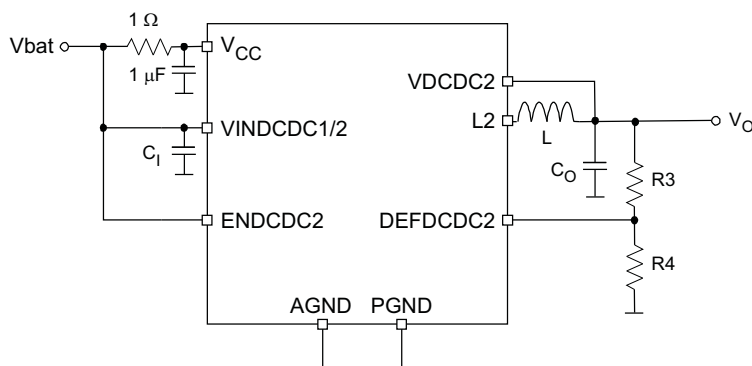 1 Ω
Vbat
VCC
1 μF
VDCDC2
L2
L
VO
VINDCDC1/2
CI
CO
R3
ENDCDC2
DEFDCDC2
R4
AGND
PGND